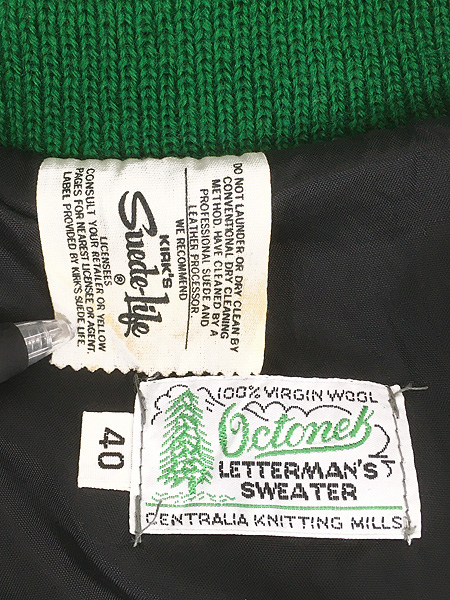 DO NOT LAUNDER OR DRY CLEAN BY
CONVENTIONAL DRY CLEANING
METHOD. HAVE CLEANED BY A
PROFESSIONAL SUEDE AND
LEATHER PROCESSOR.
WE RECOMMEND
KIRK'S
Suede-Life®
LICENSEES
CONSULT YOUR RETAILER OR YELLOW
PAGES FOR NEAREST LICENSEE OR AGENT.
LABEL PROVIDED BY KIRK'S SUEDE LIFE.
40
100% VIRGIN WOOL
Octonek
LETTERMAN'S
SWEATER
CENTRALIA KNITTING MILLS